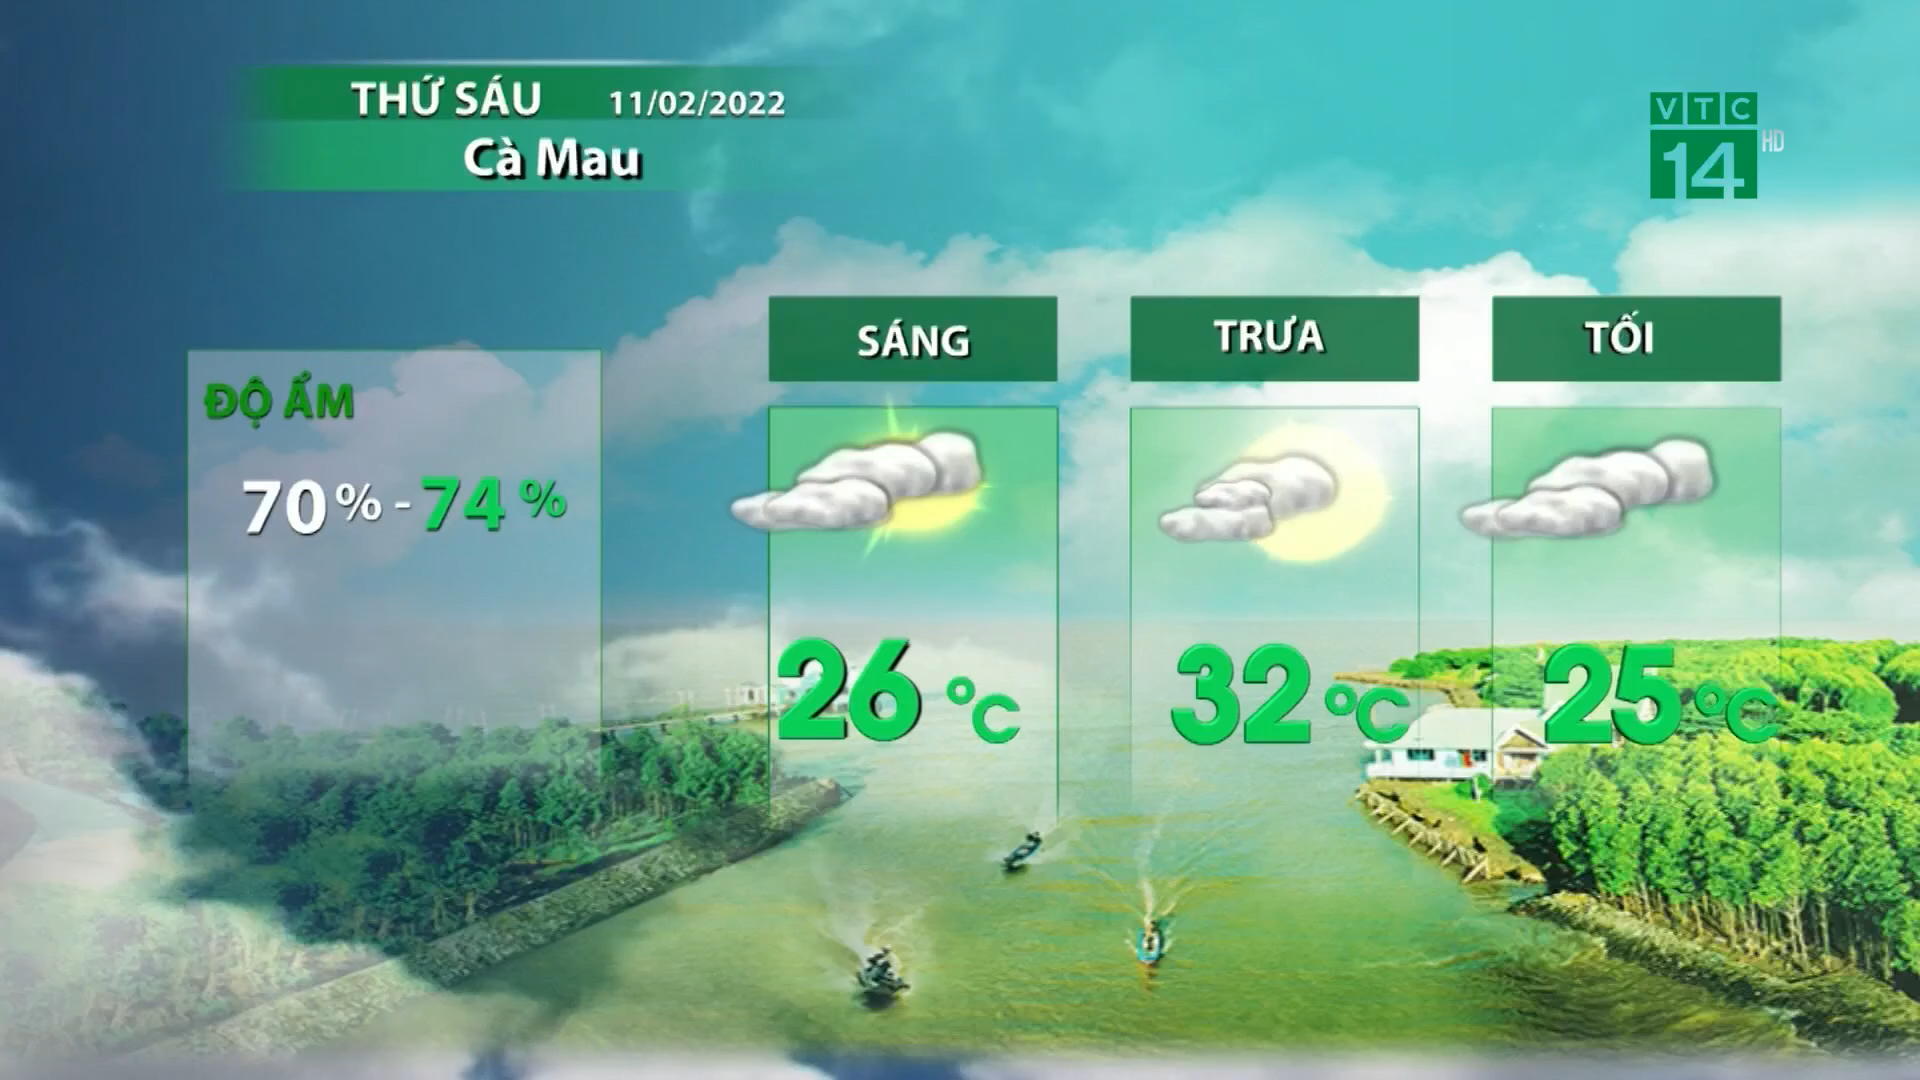 THỨ SÁU 11/02/2022
Cà Mau
VTC
14 HD
ĐỘ ẨM
70% - 74%
SÁNG TRƯA TỐI
26 °C 32 °C 25 °C